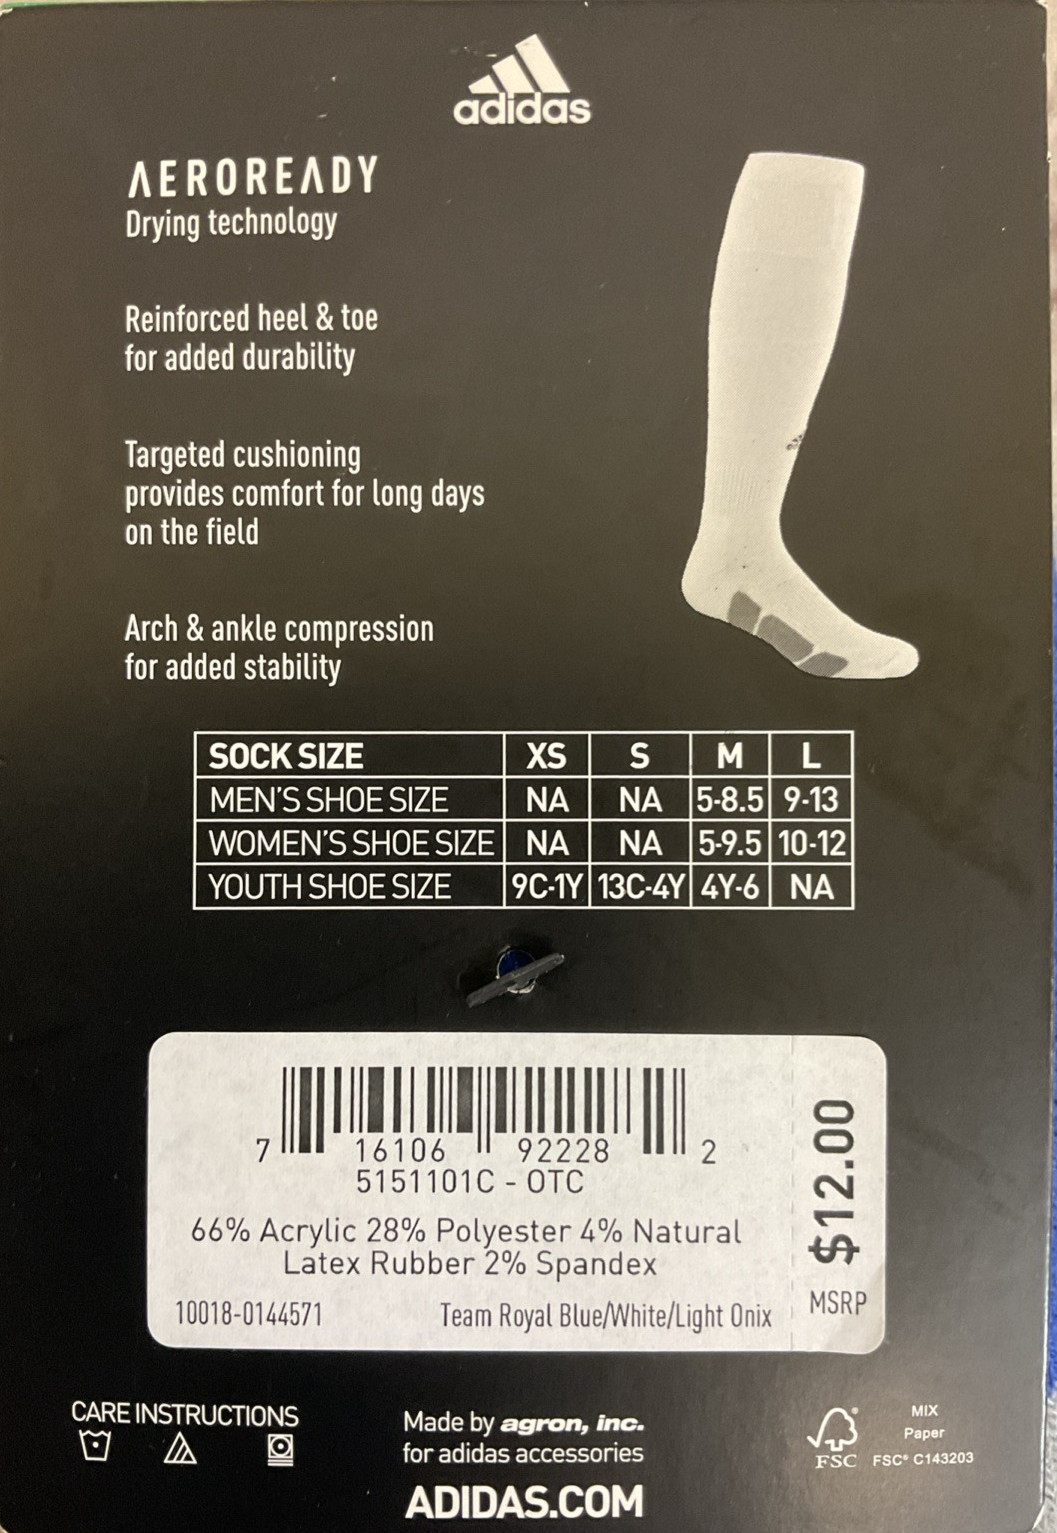 adidas
AEROREADY
Drying technology
Reinforced heel & toe
for added durability
Targeted cushioning
provides comfort for long days
on the field
Arch & ankle compression
for added stability
SOCK SIZE XS S M L
MEN'S SHOE SIZE NA NA 5-8.5 9-13
WOMEN'S SHOE SIZE NA NA 5-9.5 10-12
YOUTH SHOE SIZE 9C-1Y 13C-4Y 4Y-6 NA
7 16106 92228 2
5151101C - OTC
66% Acrylic 28% Polyester 4% Natural
Latex Rubber 2% Spandex
10018-0144571 Team Royal Blue/White/Light Onix
$12.00
MSRP
CARE INSTRUCTIONS
Made by agron, inc.
for adidas accessories
ADIDAS.COM
FSC®
MIX
Paper
FSC® C143203